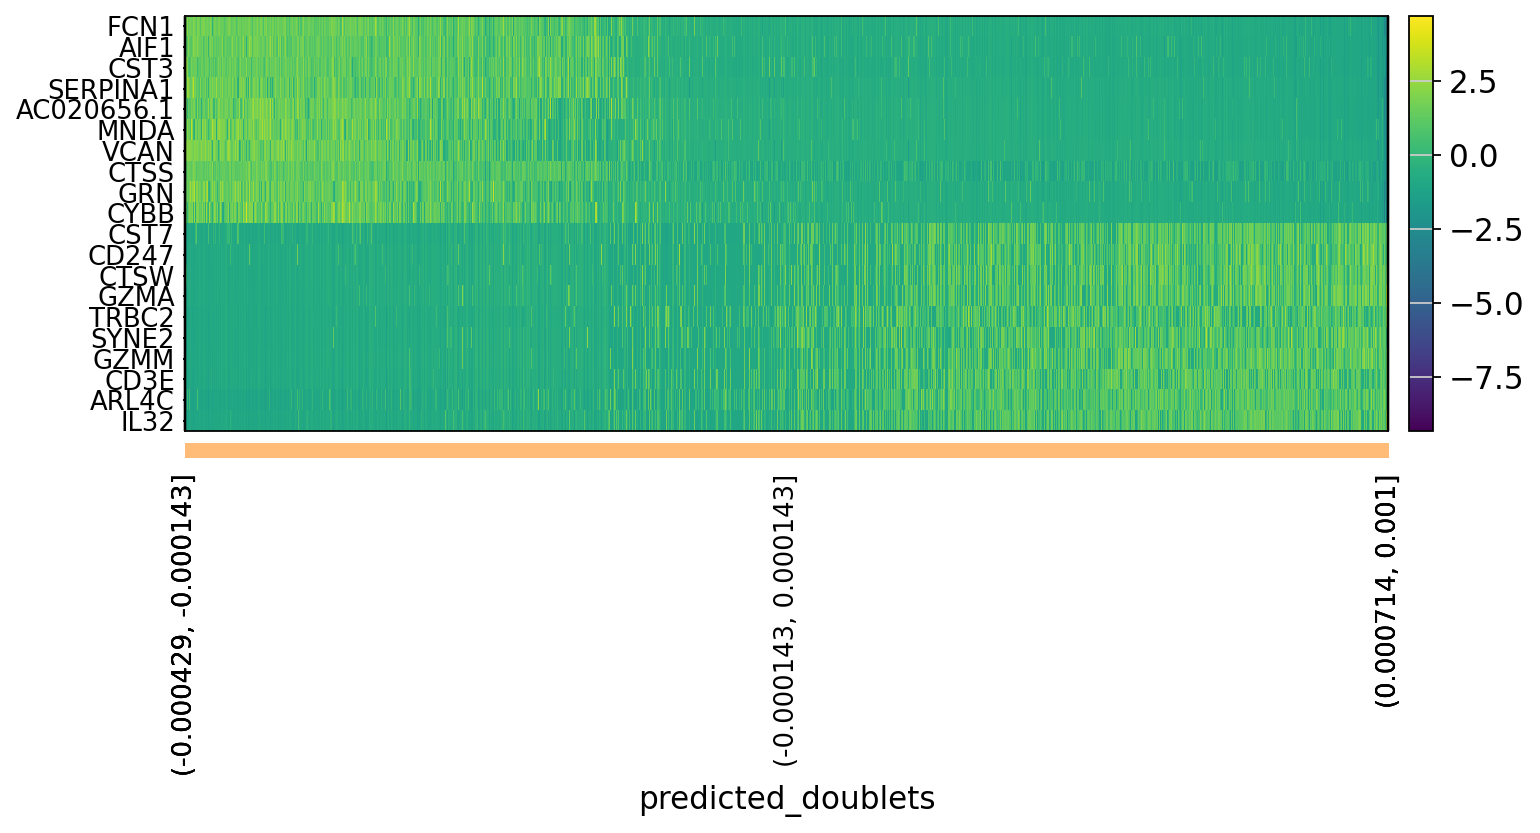 FCN1
AIF1
CST3
SERPINA1
AC020656.1
MNDA
VCAN
CTSS
GRN
CYBB
CST7
CD247
CTSW
GZMA
TRBC2
SYNE2
GZMM
CD3E
ARL4C
IL32
2.5
0.0
−2.5
−5.0
−7.5
(-0.000429, -0.000143]
(-0.000143, 0.000143]
(0.000714, 0.001]
predicted_doublets